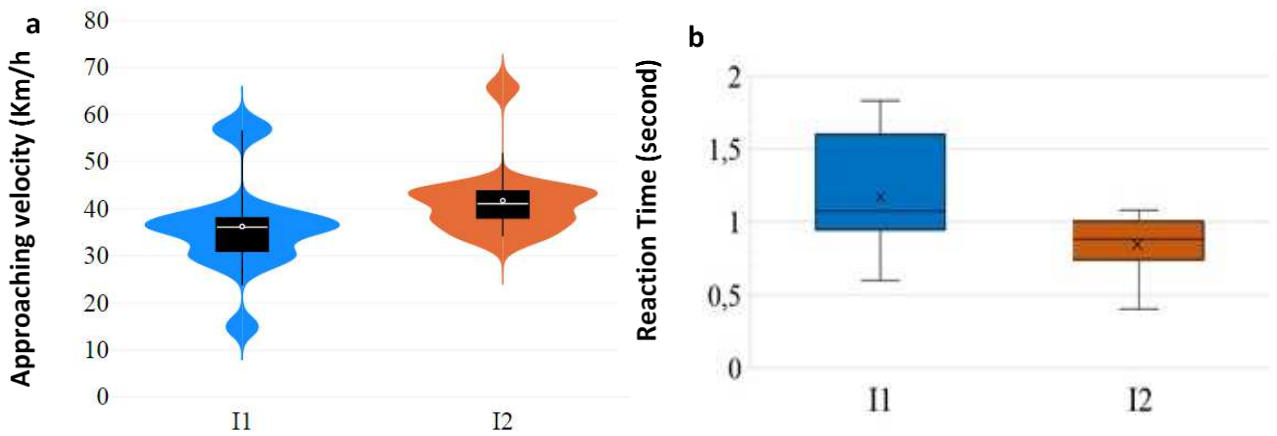 a
Approaching velocity (Km/h
80
70
60
50
40
30
20
10
0
I1
I2
b
Reaction Time (second)
2
1,5
1
0,5
0
I1
I2